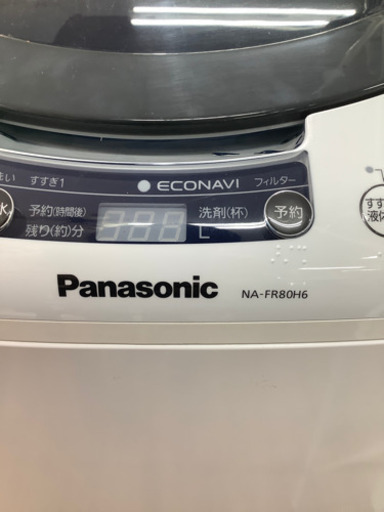 すすぎ1 ECONAVI フィルター
予約(時間後) 洗剤(杯) 予約
残り(約)分 L
Panasonic NA-FR80H6